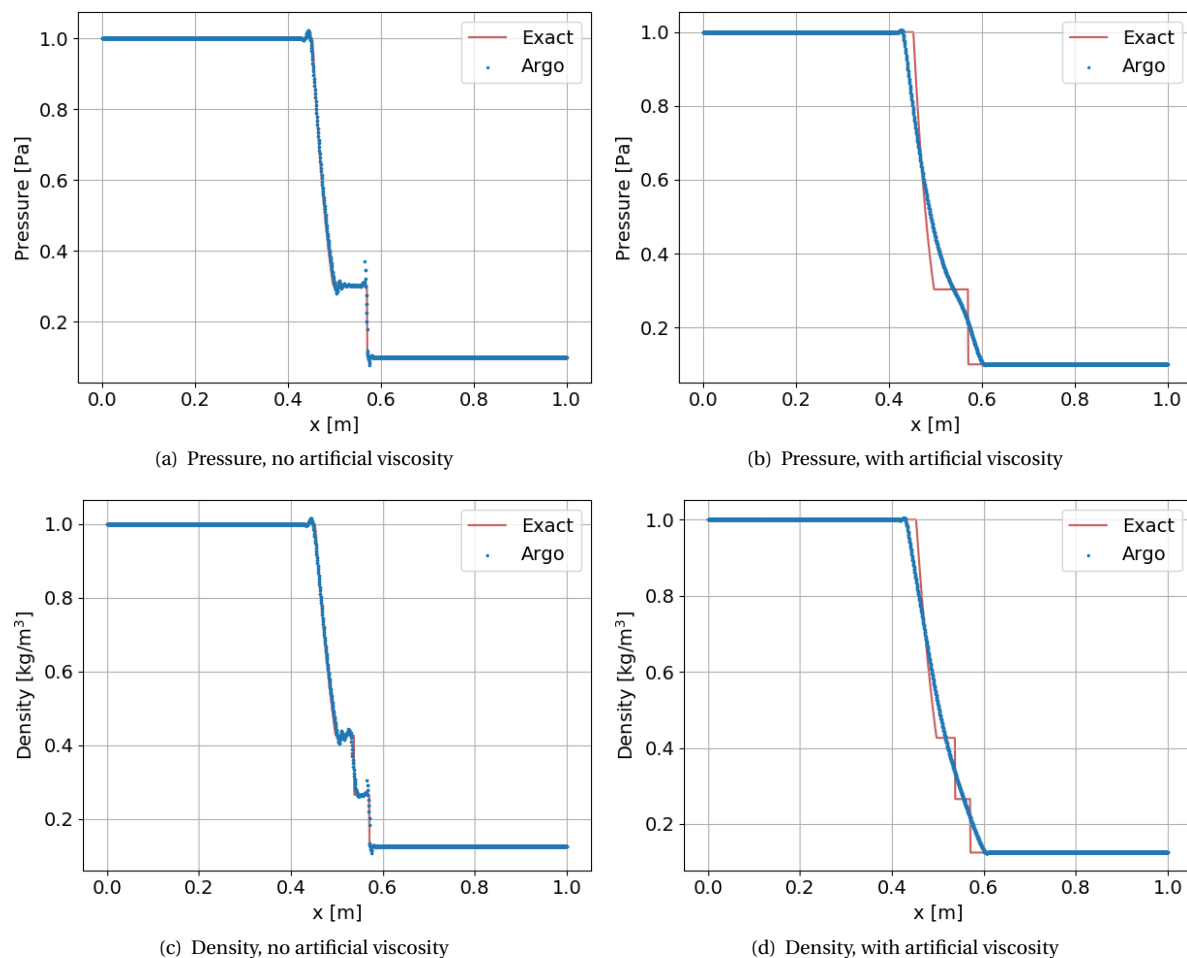 Exact
Argo
1.0
0.8
0.6
0.4
0.2
Pressure [Pa]
0.0 0.2 0.4 0.6 0.8 1.0
x [m]
(a) Pressure, no artificial viscosity
Exact
Argo
1.0
0.8
0.6
0.4
0.2
Pressure [Pa]
0.0 0.2 0.4 0.6 0.8 1.0
x [m]
(b) Pressure, with artificial viscosity
Exact
Argo
1.0
0.8
0.6
0.4
0.2
Density [kg/m³]
0.0 0.2 0.4 0.6 0.8 1.0
x [m]
(c) Density, no artificial viscosity
Exact
Argo
1.0
0.8
0.6
0.4
0.2
Density [kg/m³]
0.0 0.2 0.4 0.6 0.8 1.0
x [m]
(d) Density, with artificial viscosity